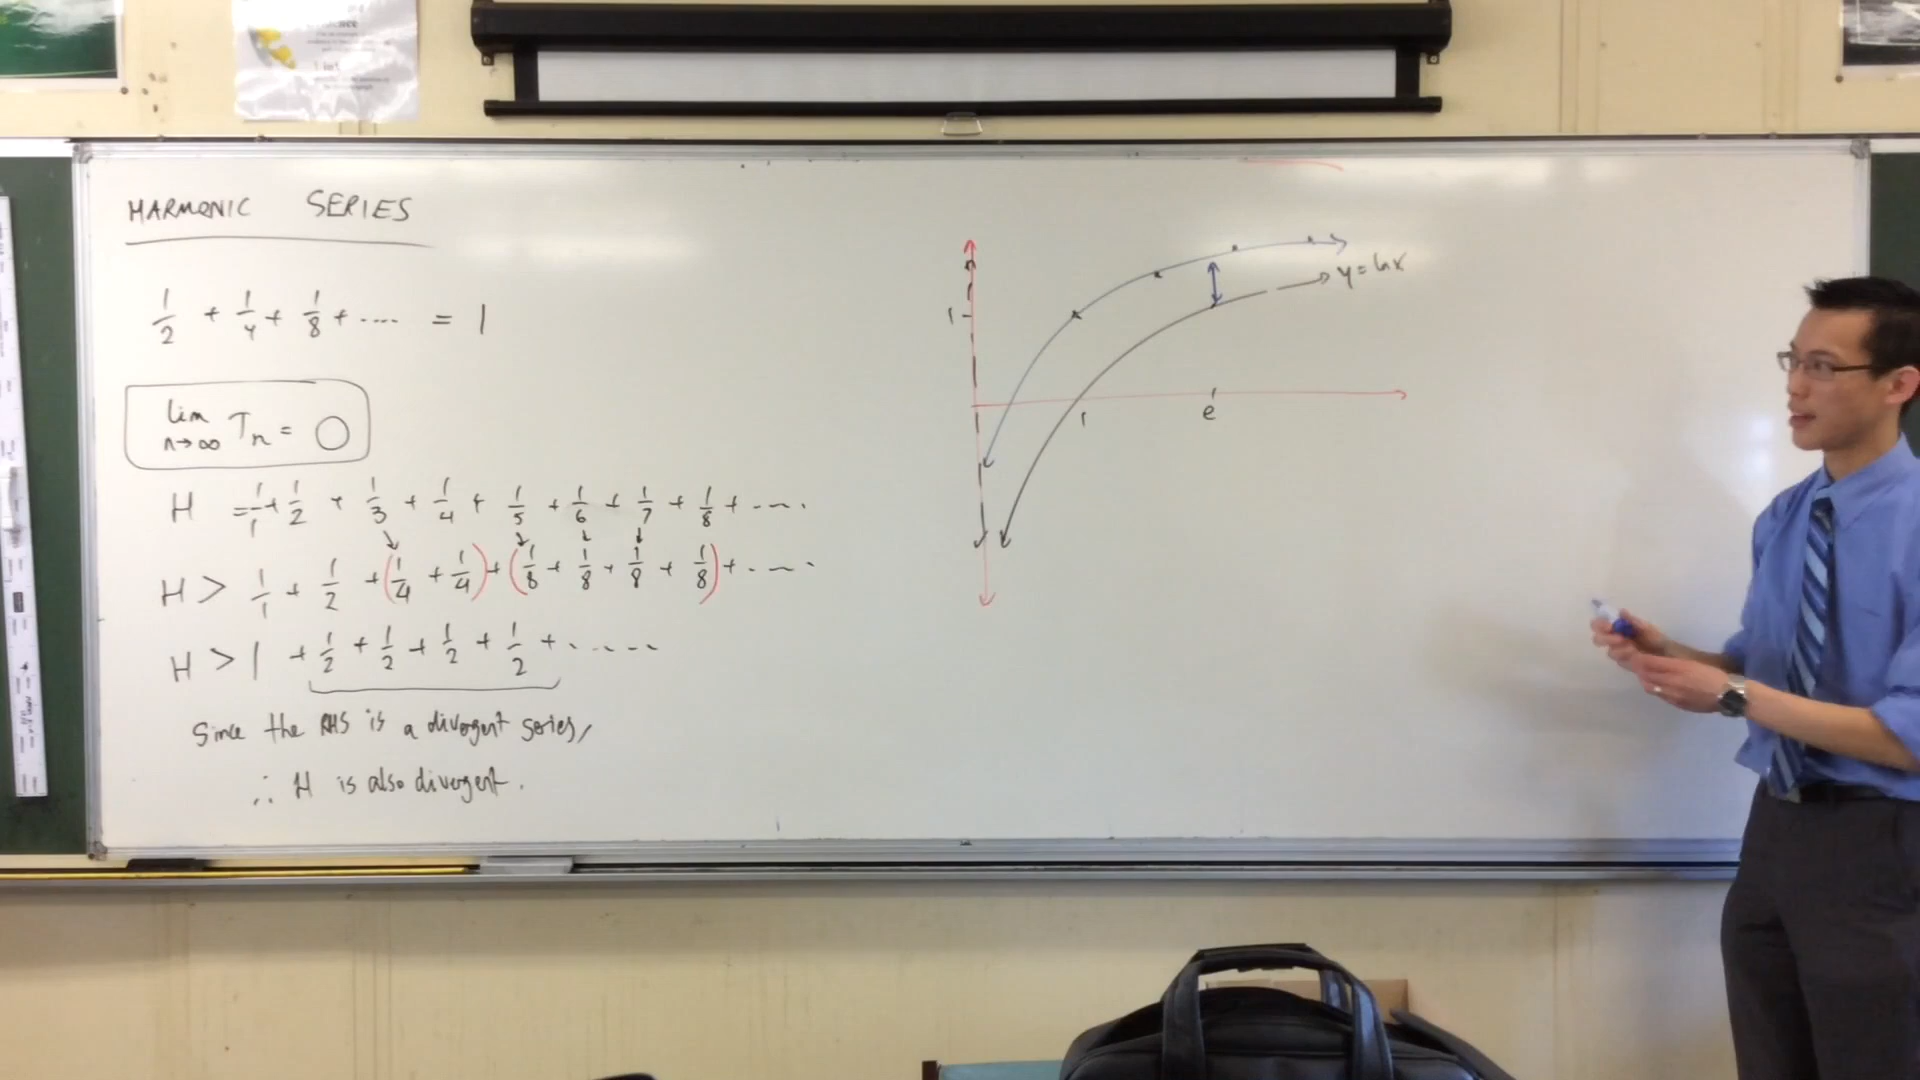 HARMONIC SERIES
1/2 + 1/4 + 1/8 + .... = 1
lim n→∞ Tn = 0
H = 1/1 + 1/2 + 1/3 + 1/4 + 1/5 + 1/6 + 1/7 + 1/8 + ....
H > 1/1 + 1/2 + (1/4 + 1/4) + (1/8 + 1/8 + 1/8 + 1/8) + ....
H > 1 + 1/2 + 1/2 + 1/2 + 1/2 + .....
Since the RHS is a divergent series,
∴ H is also divergent.
y = ln x
1
1
e